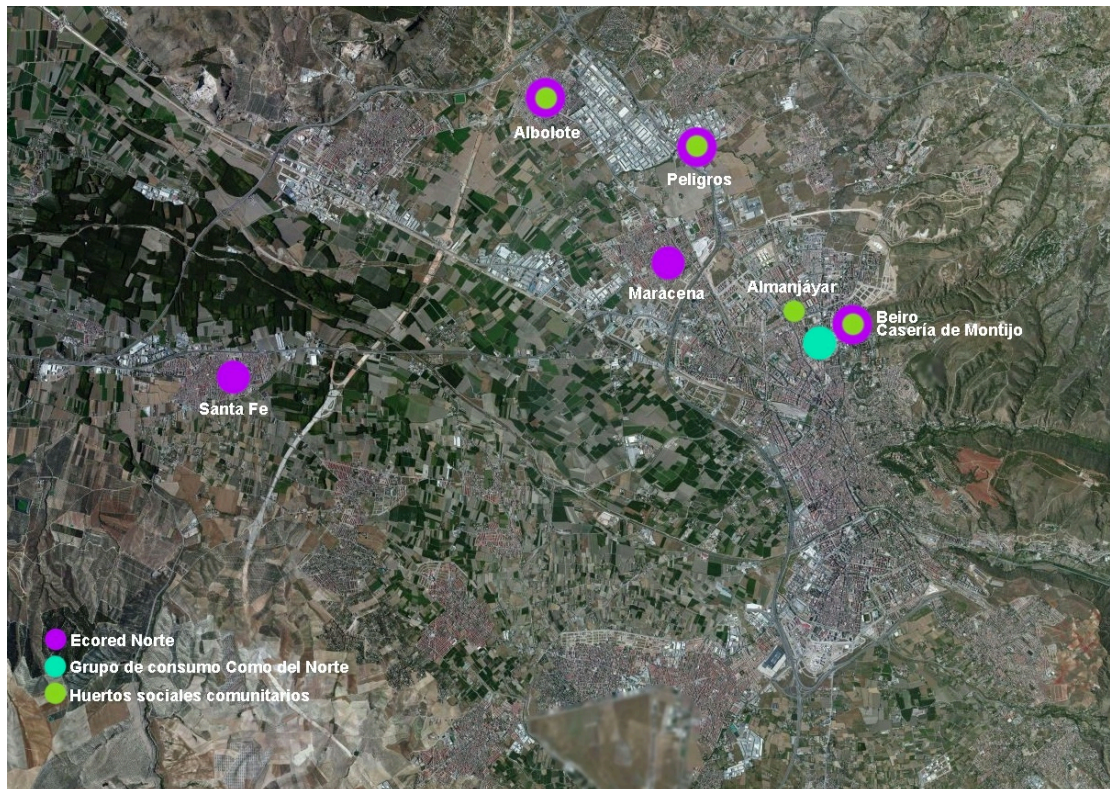 Albolote
Peligros
Maracena
Almanjáyar
Beiro
Casería de Montijo
Santa Fe
Ecored Norte
Grupo de consumo Como del Norte
Huertos sociales comunitarios